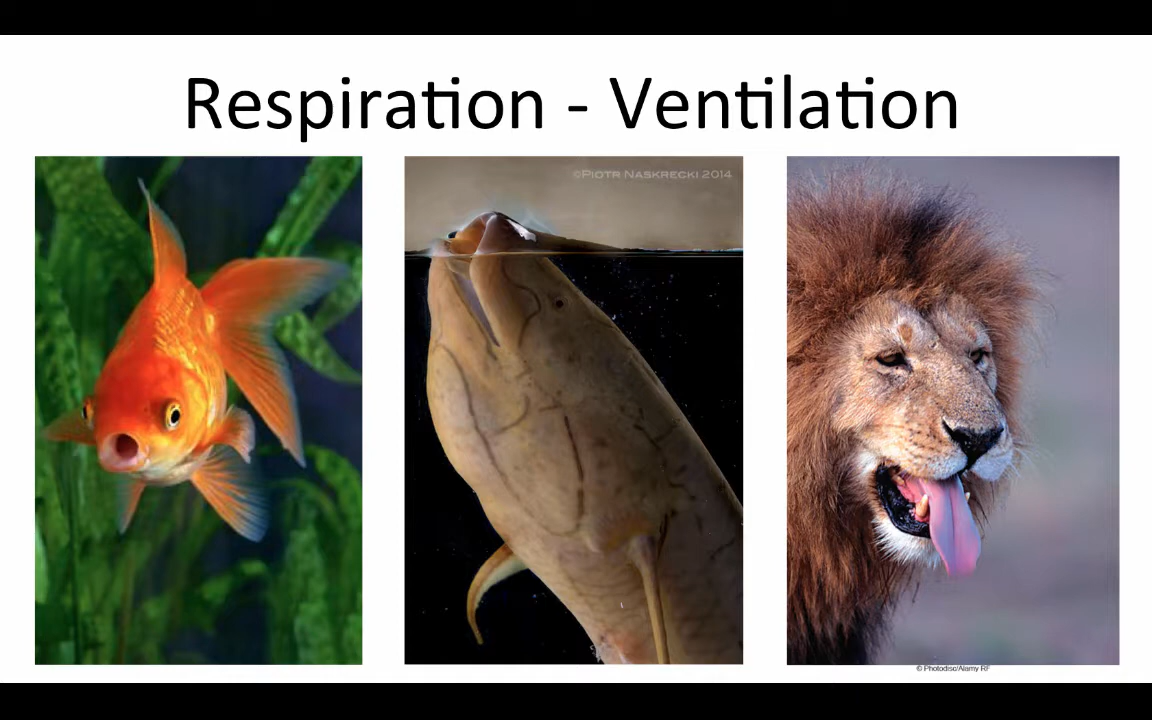 Respiration - Ventilation
©Piotr Naskrecki 2014
© Photodisc/Alamy RF